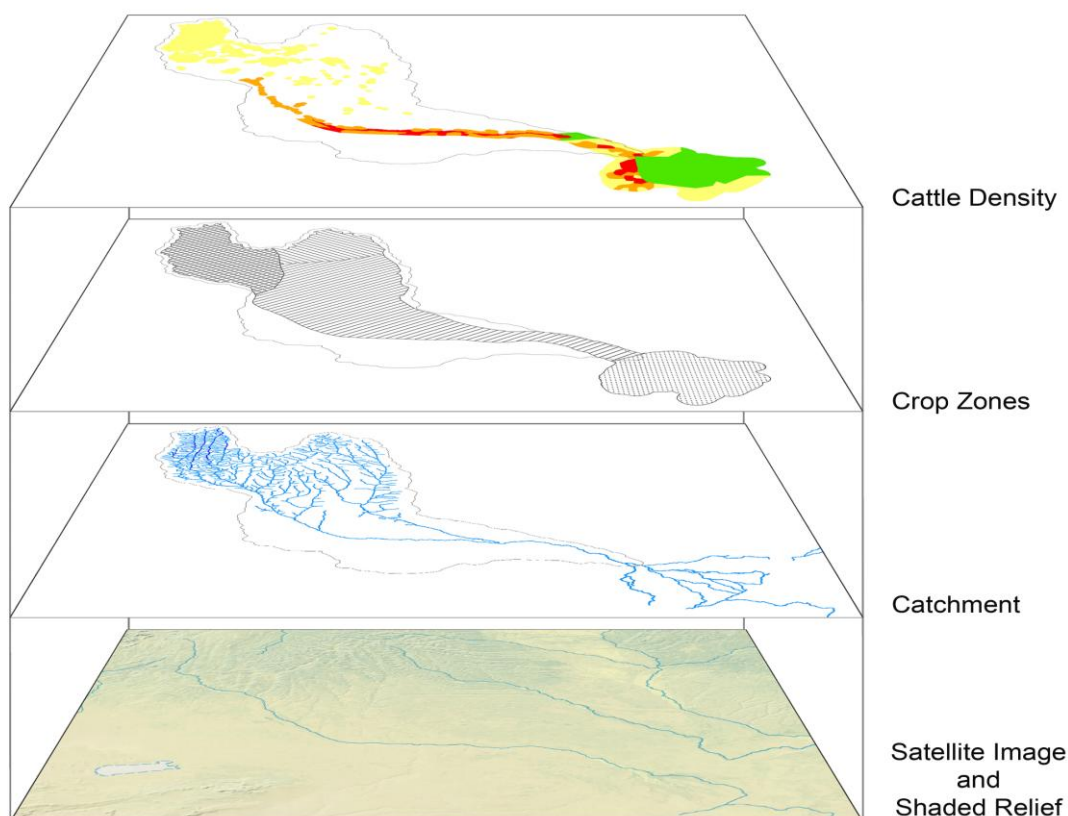 Cattle Density
Crop Zones
Catchment
Satellite Image
and
Shaded Relief